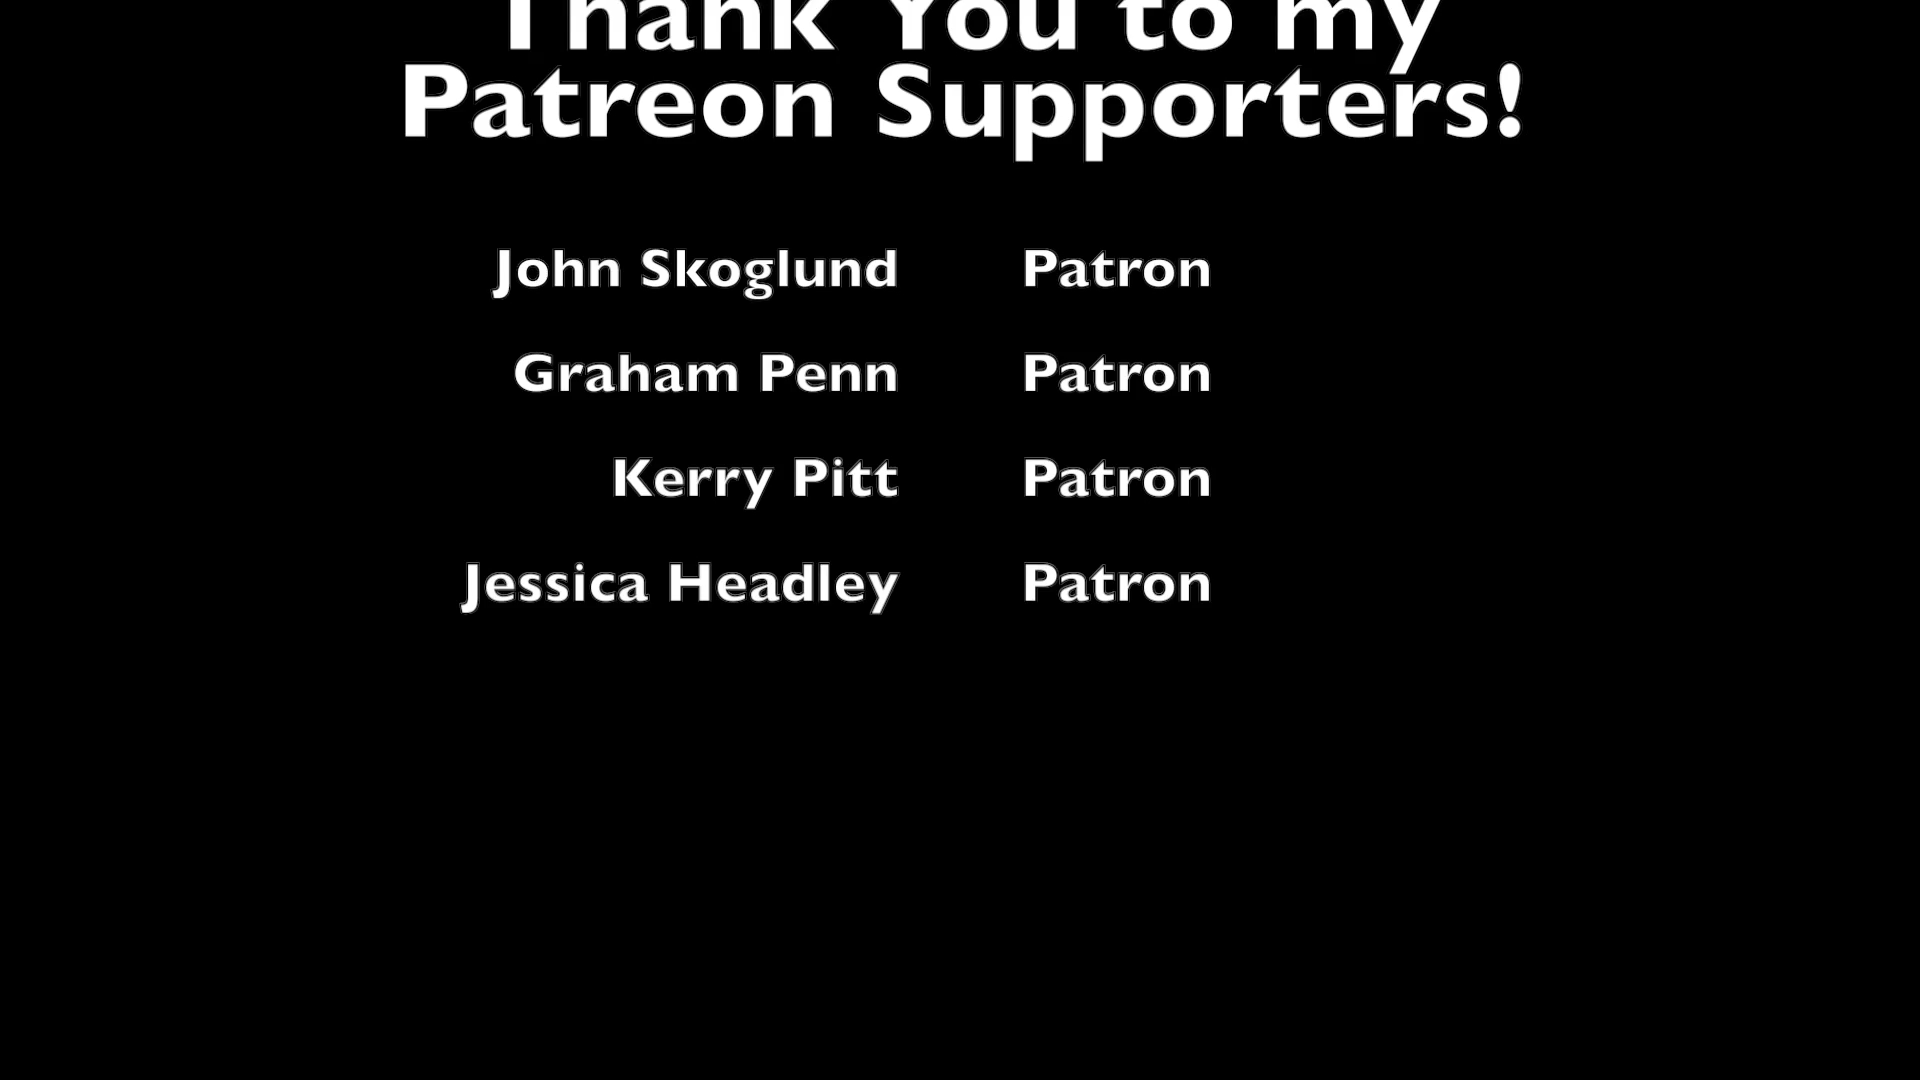 Thank You to my
Patreon Supporters!
John Skoglund Patron
Graham Penn Patron
Kerry Pitt Patron
Jessica Headley Patron